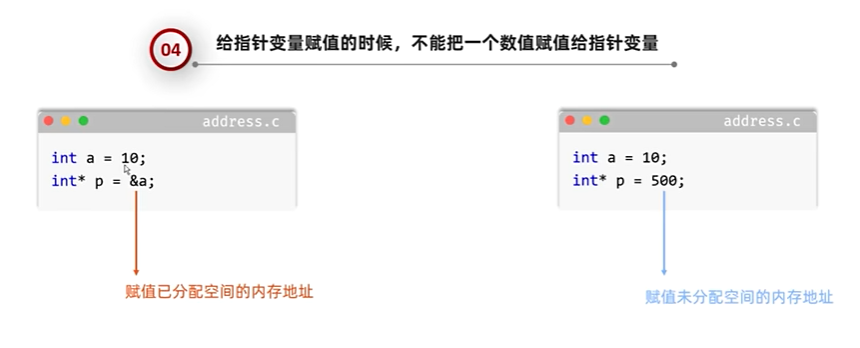 04
给指针变量赋值的时候，不能把一个数值赋值给指针变量
address.c
int a = 10;
int* p = &a;
赋值已分配空间的内存地址
address.c
int a = 10;
int* p = 500;
赋值未分配空间的内存地址